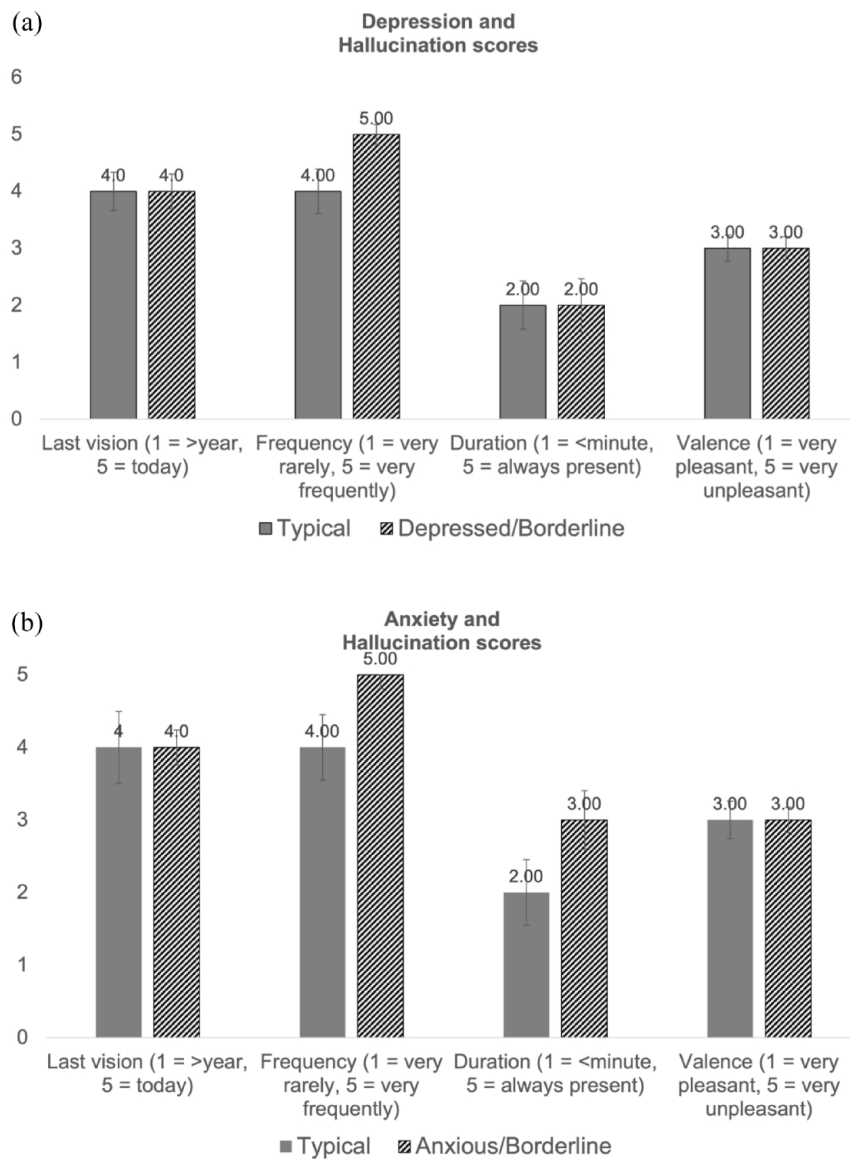 (a)
Depression and
Hallucination scores
6
5
4
3
2
1
0
4.0
4.0
4.00
5.00
2.00
2.00
3.00
3.00
Last vision (1 = >year,
5 = today)
Frequency (1 = very
rarely, 5 = very
frequently)
Duration (1 = <minute,
5 = always present)
Valence (1 = very
pleasant, 5 = very
unpleasant)
Typical
Depressed/Borderline
(b)
Anxiety and
Hallucination scores
5
4
3
2
1
0
4
4.0
4.00
5.00
2.00
3.00
3.00
3.00
Last vision (1 = >year,
5 = today)
Frequency (1 = very
rarely, 5 = very
frequently)
Duration (1 = <minute,
5 = always present)
Valence (1 = very
pleasant, 5 = very
unpleasant)
Typical
Anxious/Borderline